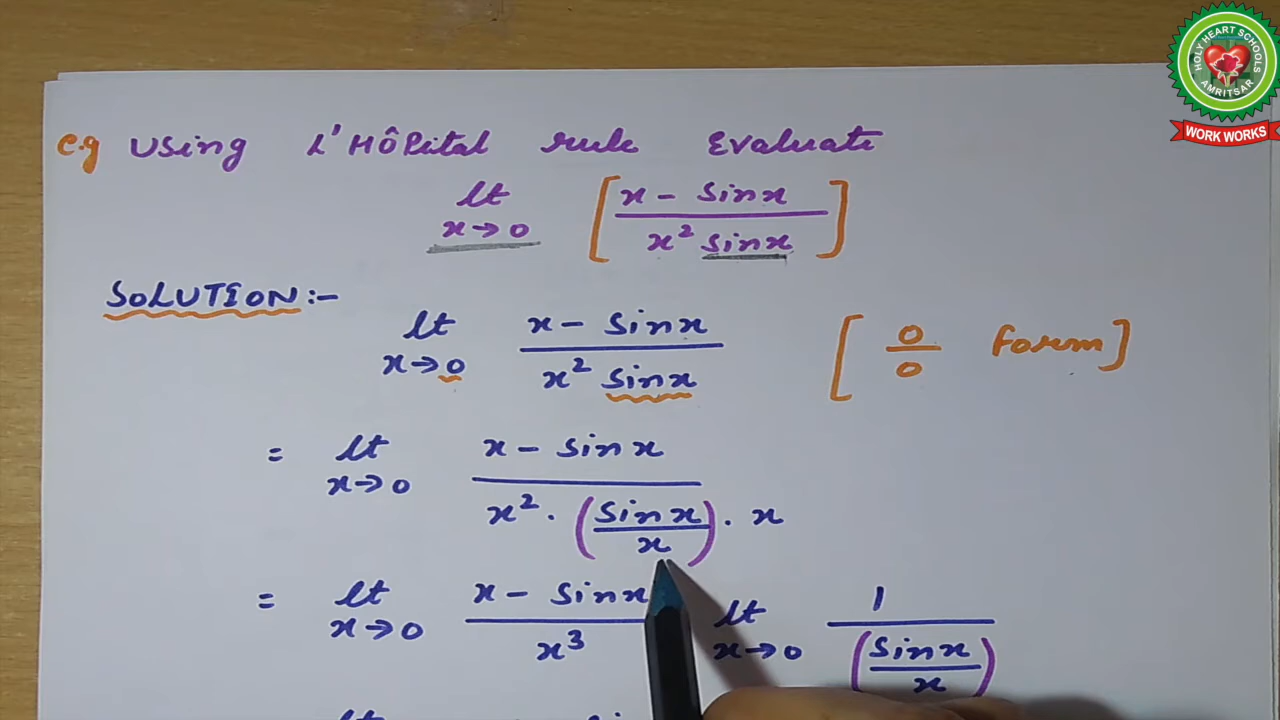 HOLY HEART SCHOOLS
AMRITSAR
WORK WORKS
e.g Using L'Hôpital rule Evaluate
lt x→0 [x - sinx / x² sinx]
SOLUTION:-
lt x→0 x - sinx / x² sinx [0/0 form]
= lt x→0 x - sinx / x² · (sinx / x) · x
= lt x→0 x - sinx / x³ lt x→0 1 / (sinx / x)